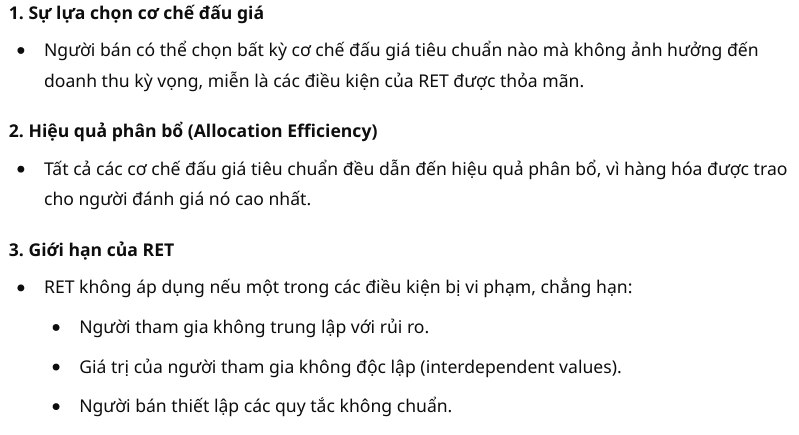 1. Sự lựa chọn cơ chế đấu giá
• Người bán có thể chọn bất kỳ cơ chế đấu giá tiêu chuẩn nào mà không ảnh hưởng đến
doanh thu kỳ vọng, miễn là các điều kiện của RET được thỏa mãn.
2. Hiệu quả phân bổ (Allocation Efficiency)
• Tất cả các cơ chế đấu giá tiêu chuẩn đều dẫn đến hiệu quả phân bổ, vì hàng hóa được trao
cho người đánh giá nó cao nhất.
3. Giới hạn của RET
• RET không áp dụng nếu một trong các điều kiện bị vi phạm, chẳng hạn:
• Người tham gia không trung lập với rủi ro.
• Giá trị của người tham gia không độc lập (interdependent values).
• Người bán thiết lập các quy tắc không chuẩn.